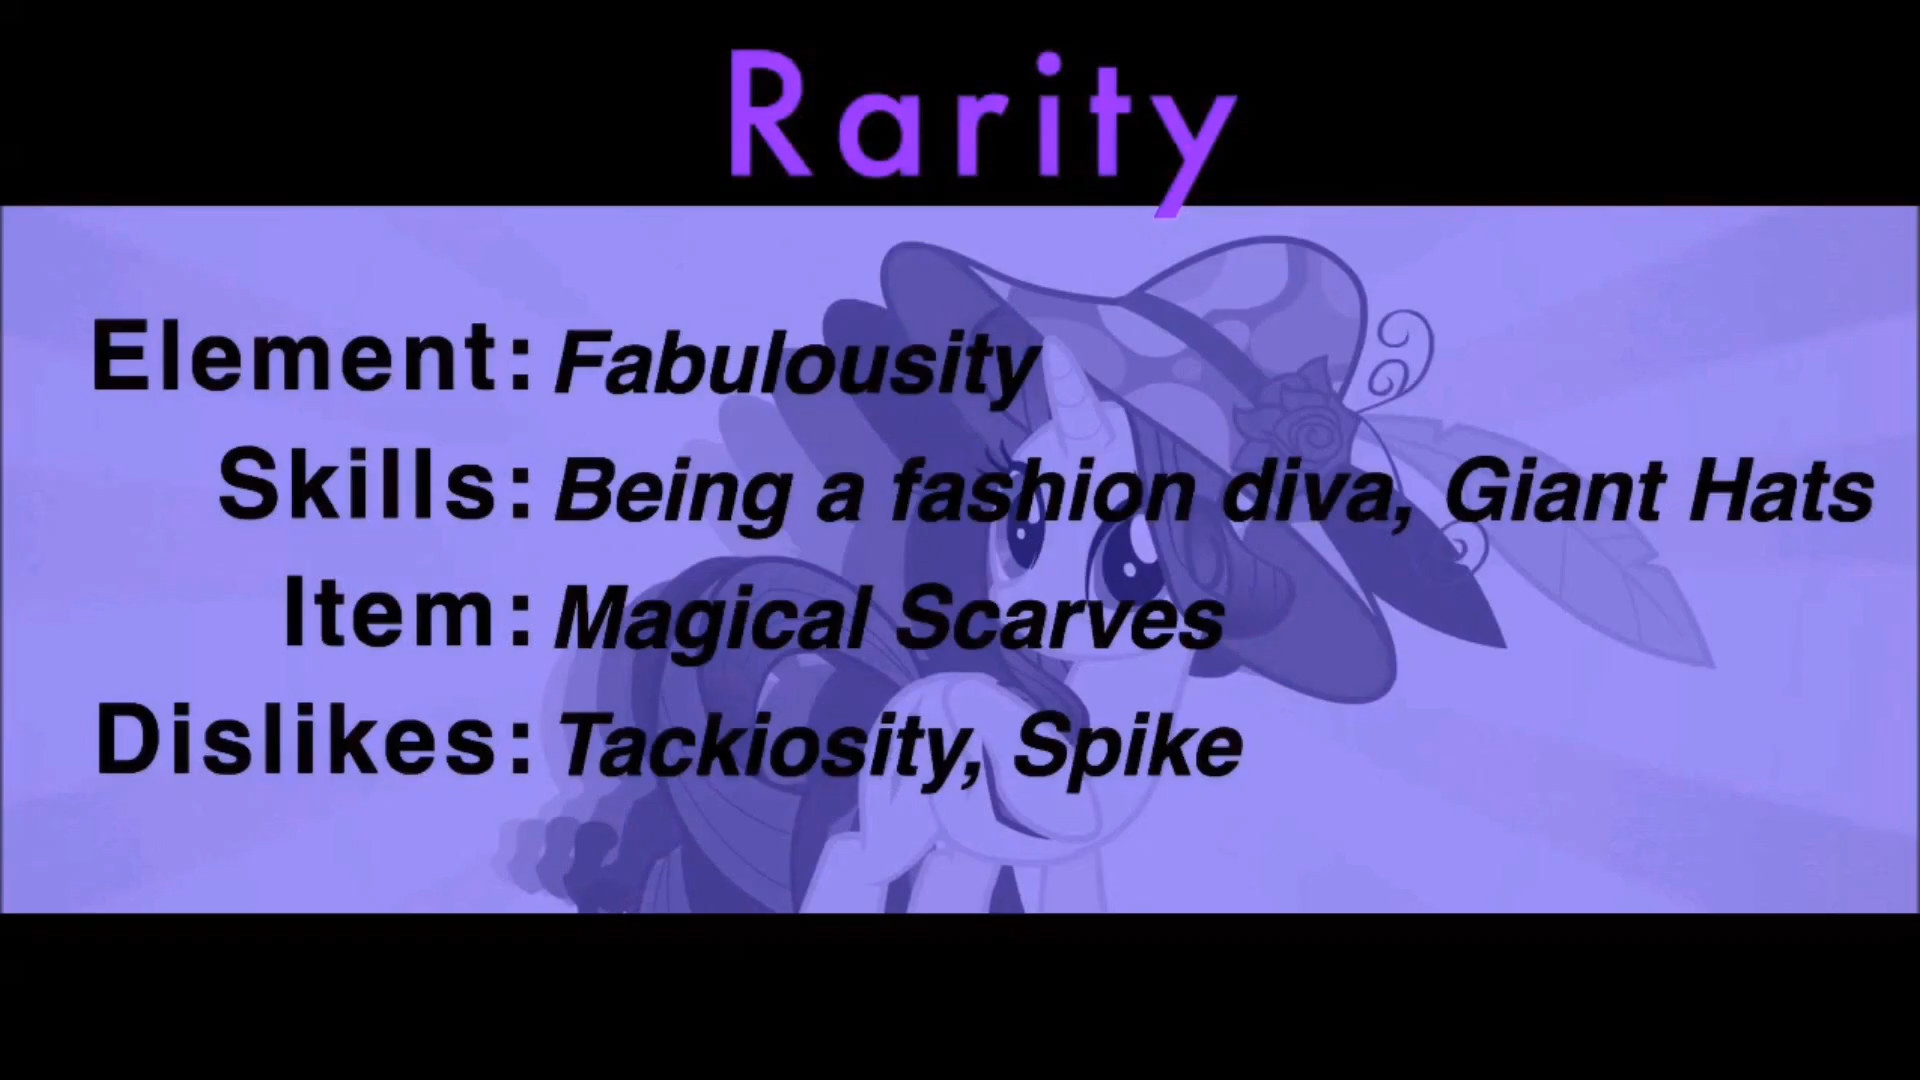 Rarity
Element: Fabulousity
Skills: Being a fashion diva, Giant Hats
Item: Magical Scarves
Dislikes: Tackiosity, Spike